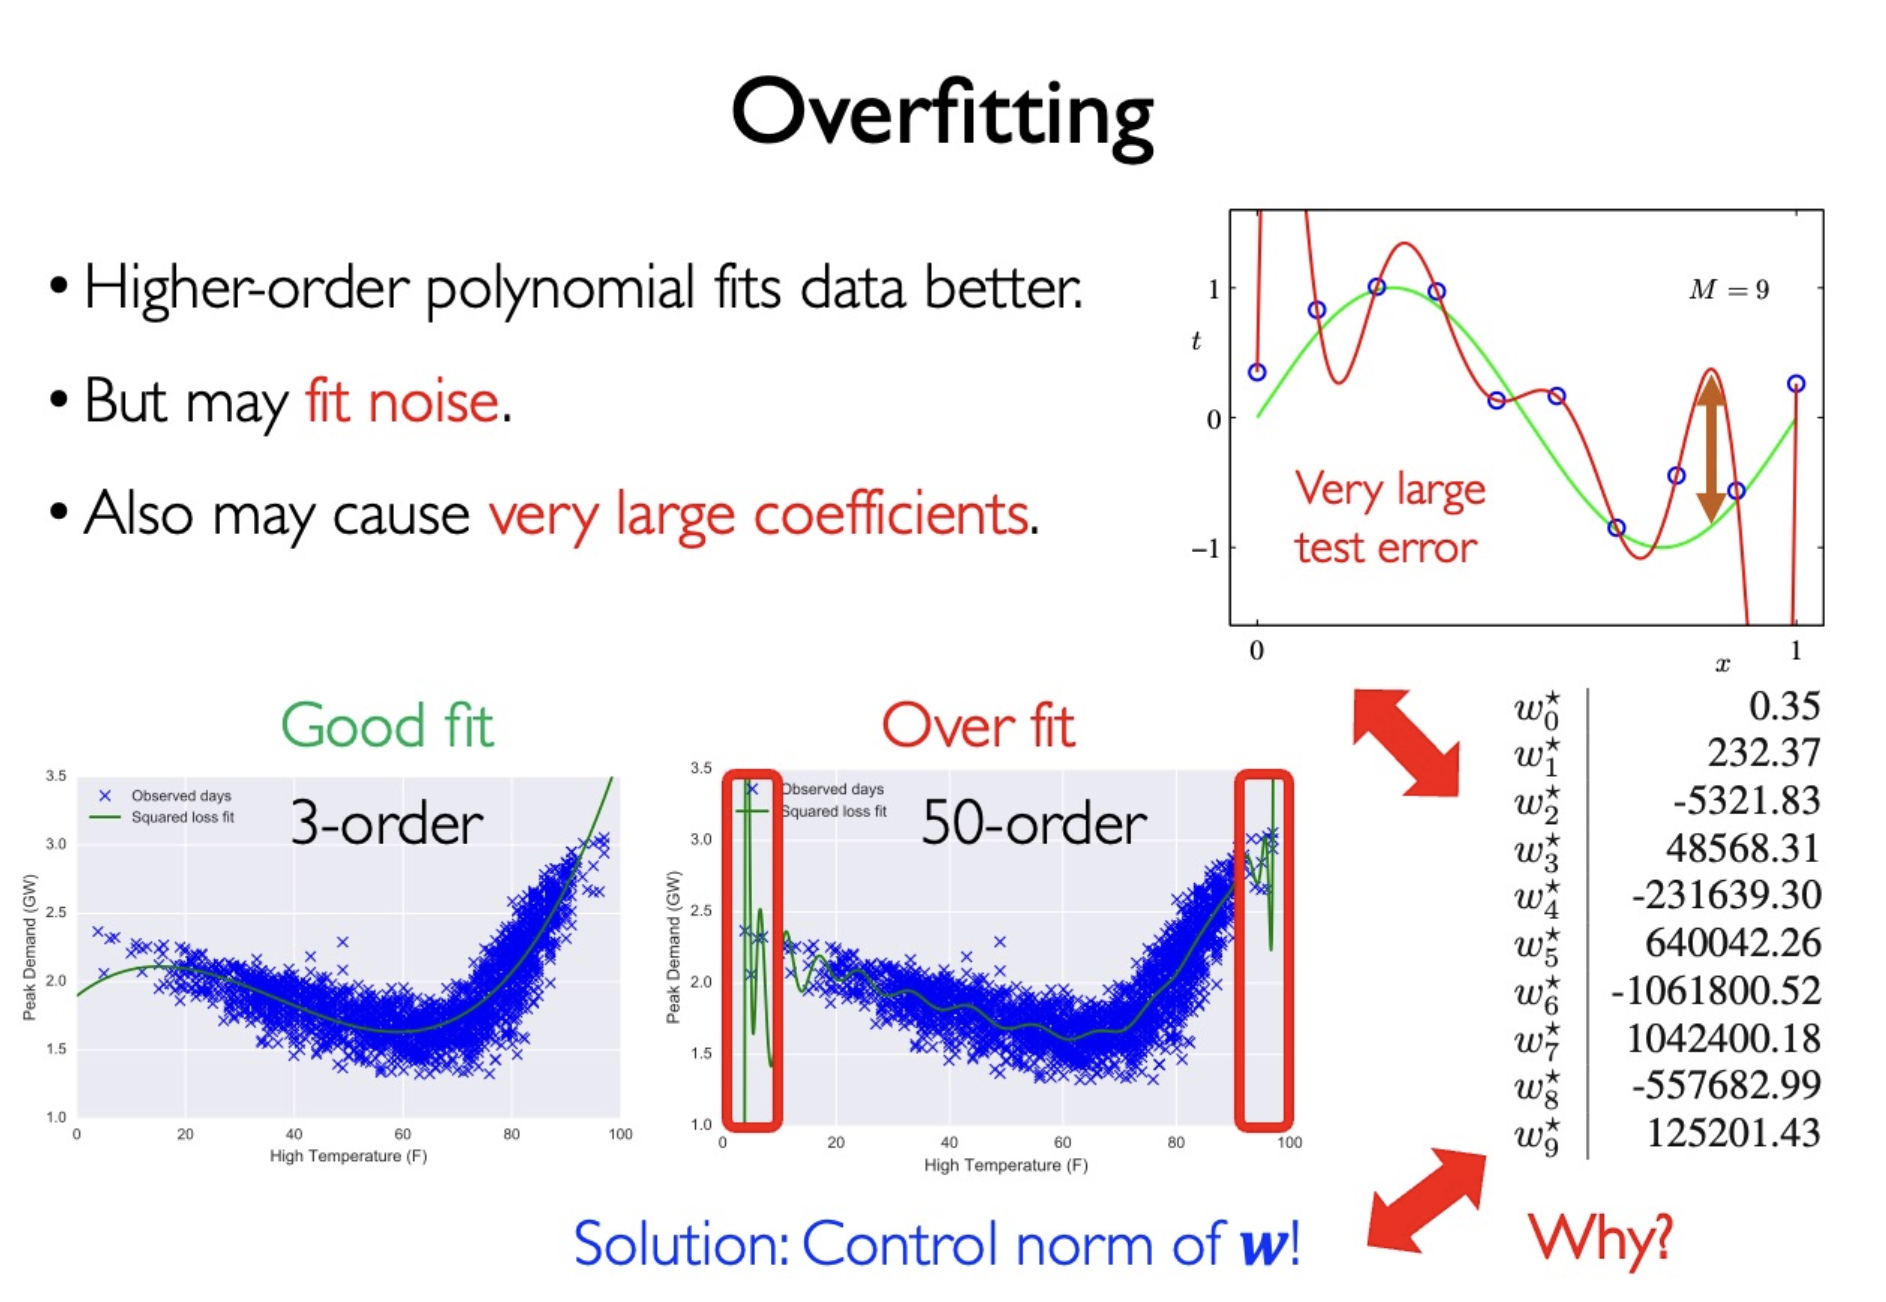 Overfitting
• Higher-order polynomial fits data better.
• But may fit noise.
• Also may cause very large coefficients.
t
1
0
−1
M = 9
Very large
test error
0
x
1
Good fit
3.5
3.0
2.5
2.0
1.5
1.0
Peak Demand (GW)
Observed days
Squared loss fit
3-order
0 20 40 60 80 100
High Temperature (F)
Over fit
3.5
3.0
2.5
2.0
1.5
1.0
Peak Demand (GW)
Observed days
Squared loss fit
50-order
0 20 40 60 80 100
High Temperature (F)
w₀* 0.35
w₁* 232.37
w₂* -5321.83
w₃* 48568.31
w₄* -231639.30
w₅* 640042.26
w₆* -1061800.52
w₇* 1042400.18
w₈* -557682.99
w₉* 125201.43
Solution: Control norm of w!
Why?